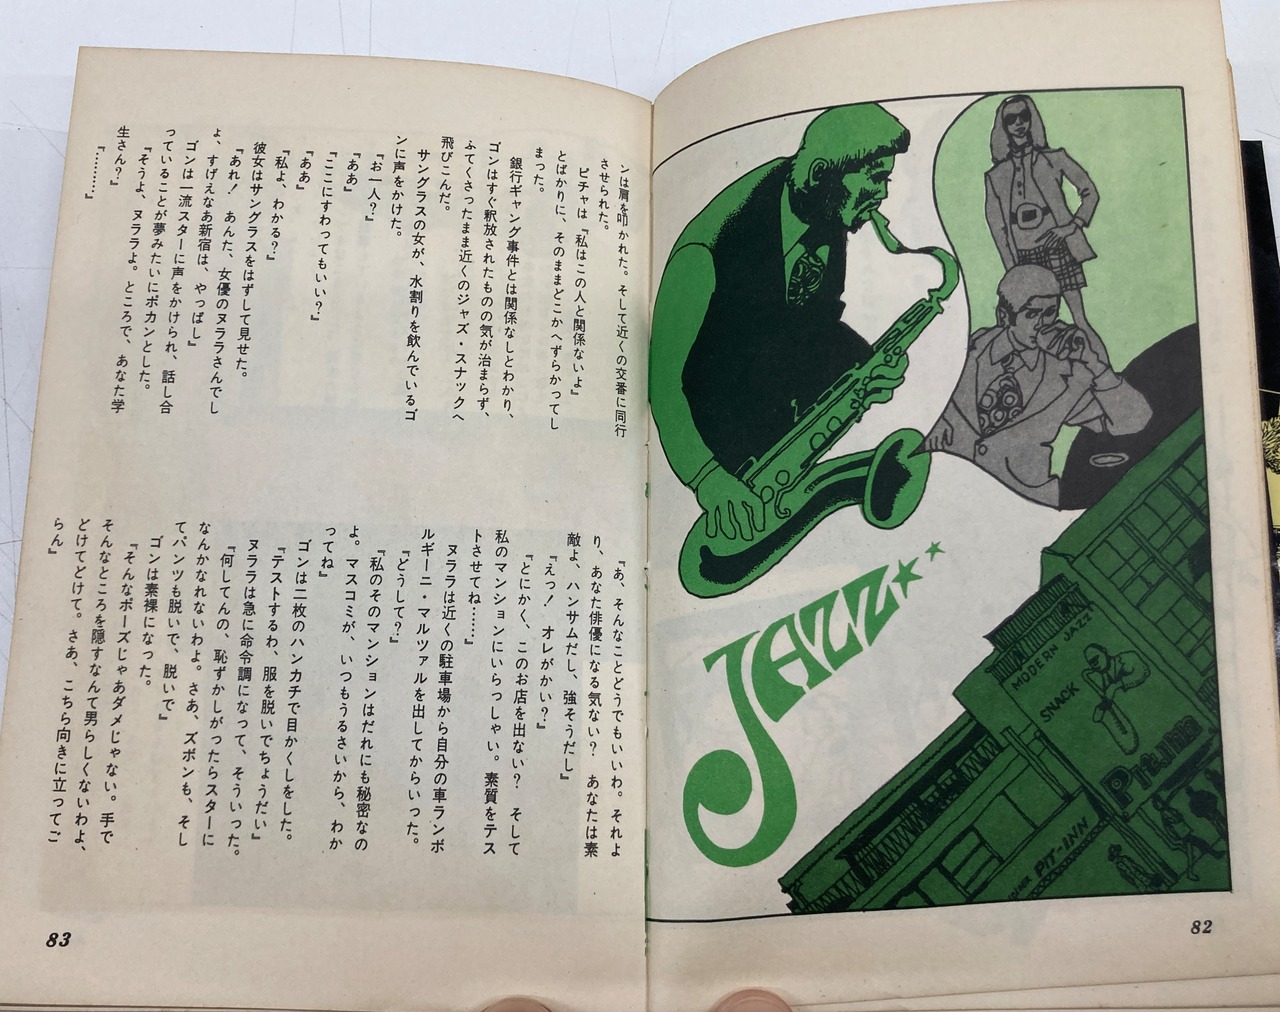 JAZZ
MODERN
JAZZ
SNACK
PIT-INN
82
ンは肩を叩かれた。そして近くの交番に同行
させられた。
ピチャは『私はこの人と関係ないよ』
とばかりに、そのままどこかへずらかってし
まった。
銀行ギャング事件とは関係なしとわかり、
ゴンはすぐ釈放されたものの気が治まらず、
ふてくさったまま近くのジャズ・スナックへ
飛びこんだ。
サングラスの女が、水割りを飲んでいるゴ
ンに声をかけた。
『お一人?』
『ああ』
『ここにすわってもいい?』
『ああ』
『私よ、わかる?』
彼女はサングラスをはずして見せた。
『あれ! あんた、女優のヌララさんでし
ょ、すげえなあ新宿は、やっぱし』
ゴンは一流スターに声をかけられ、話し合
っていることが夢みたいにポカンとした。
『そうよ、ヌララよ。ところで、あなた学
生さん?』
『………』
『あ、そんなことどうでもいいわ。それよ
り、あなた俳優になる気ない? あなたは素
敵よ、ハンサムだし、強そうだし』
『えっ! オレがかい?』
『とにかく、このお店を出ない? そして
私のマンションにいらっしゃい。素質をテス
トさせてね……』
ヌララは近くの駐車場から自分の車ランボ
ルギーニ・マルツァルを出してからいった。
『どうして?』
『私のそのマンションはだれにも秘密なの
よ。マスコミが、いつもうるさいから、わか
ってね』
ゴンは二枚のハンカチで目かくしをした。
『テストするわ、服を脱いでちょうだい』
ヌララは急に命令調になって、そういった。
『何してんの、恥ずかしがったらスターに
なんかなれないわよ。さあ、ズボンも、そし
てパンツも脱いで、脱いで』
ゴンは素裸になった。
『そんなポーズじゃあダメじゃない。手で
そんなところを隠すなんて男らしくないわよ、
どけてどけて。さあ、こちら向きに立ってご
らん』
83